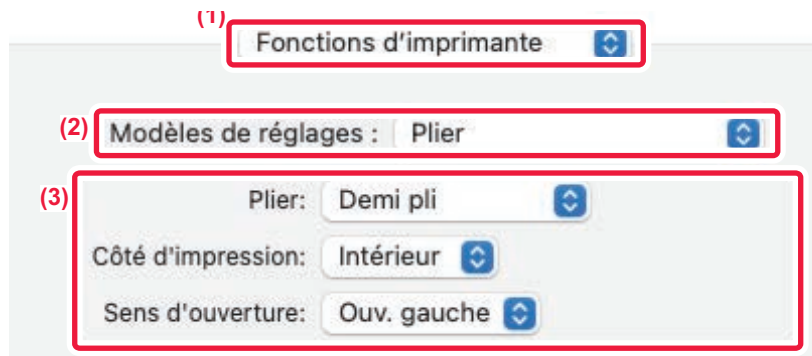 (1)
Fonctions d'imprimante
(2) Modèles de réglages : Plier
(3)
Plier: Demi pli
Côté d'impression: Intérieur
Sens d'ouverture: Ouv. gauche